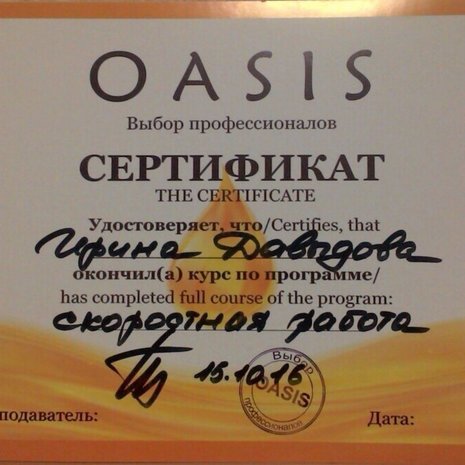 OASIS
Выбор профессионалов
СЕРТИФИКАТ
THE CERTIFICATE
Удостоверяет, что/Certifies, that
Ирина Давыдова
окончил(а) курс по программе/
has completed full course of the program:
скоростная работа
15.10.16
Выбор
OASIS
профессионалов
подаватель:
Дата: